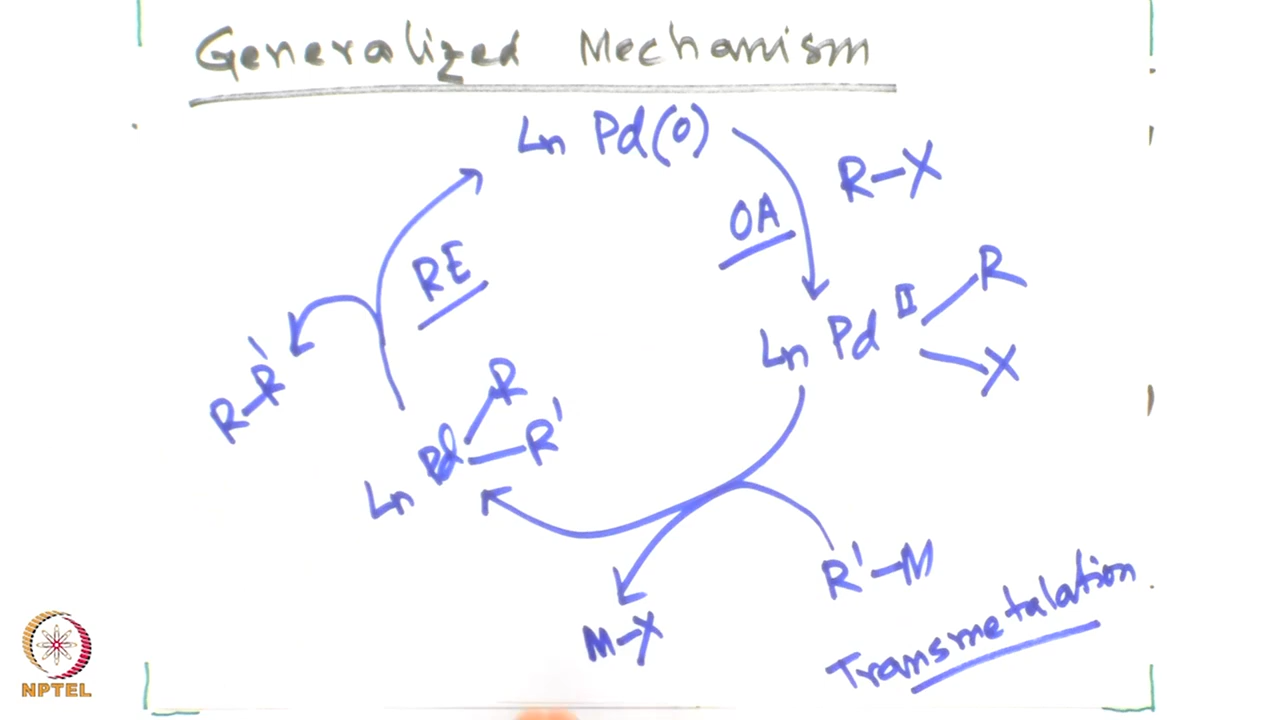 Generalized Mechanism
Ln Pd(0)
R-X
OA
RE
Ln Pd II
R
X
R-R'
Ln Pd
R
R'
R'-M
M-X
Transmetalation
NPTEL